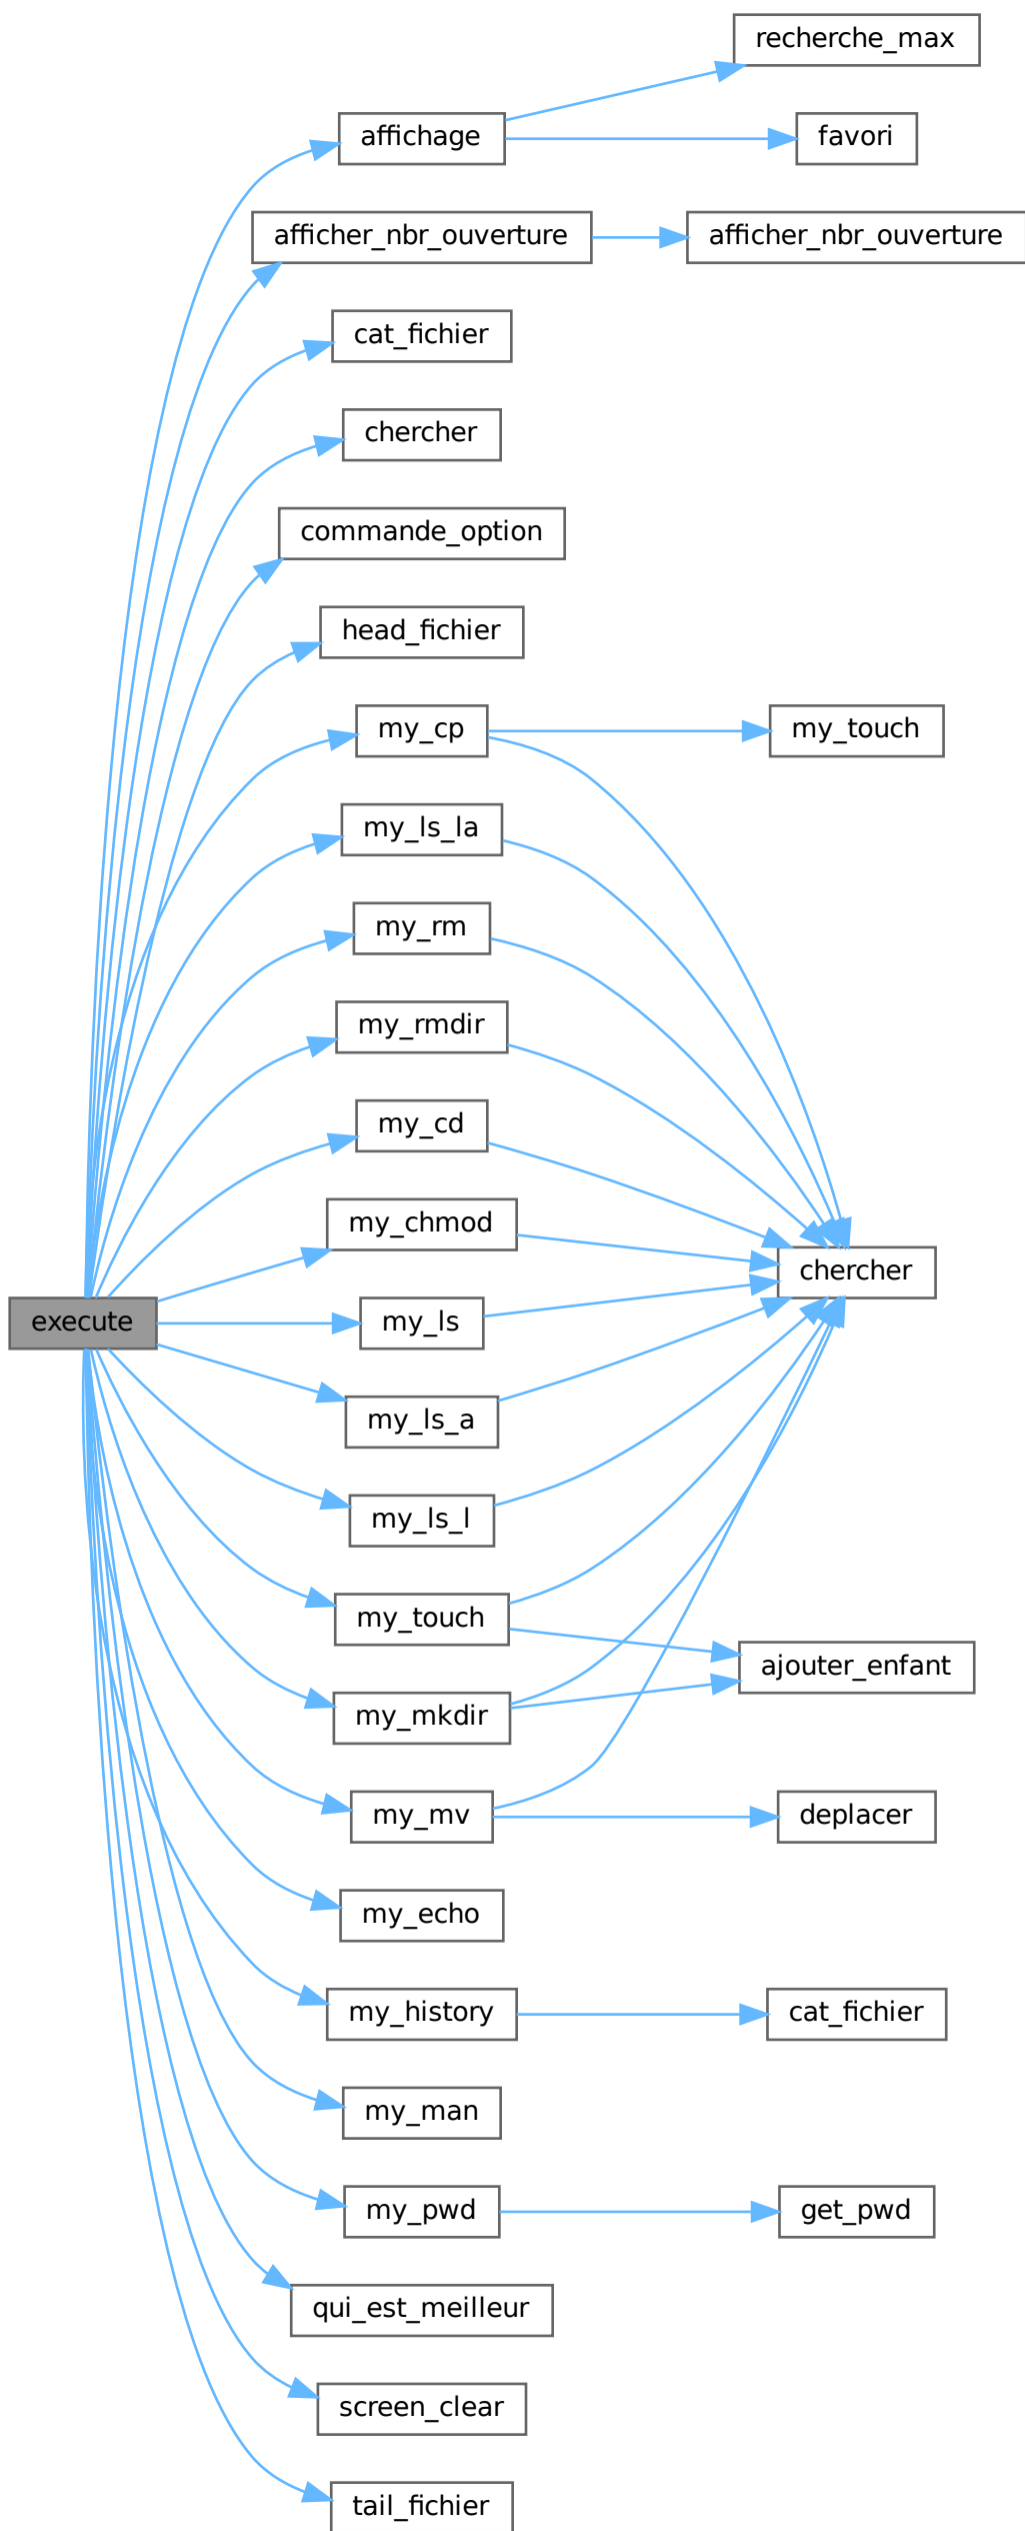 recherche_max
affichage
favori
afficher_nbr_ouverture
afficher_nbr_ouverture
cat_fichier
chercher
commande_option
head_fichier
my_cp
my_touch
my_ls_la
my_rm
my_rmdir
my_cd
my_chmod
chercher
execute
my_ls
my_ls_a
my_ls_l
my_touch
ajouter_enfant
my_mkdir
my_mv
deplacer
my_echo
my_history
cat_fichier
my_man
my_pwd
get_pwd
qui_est_meilleur
screen_clear
tail_fichier